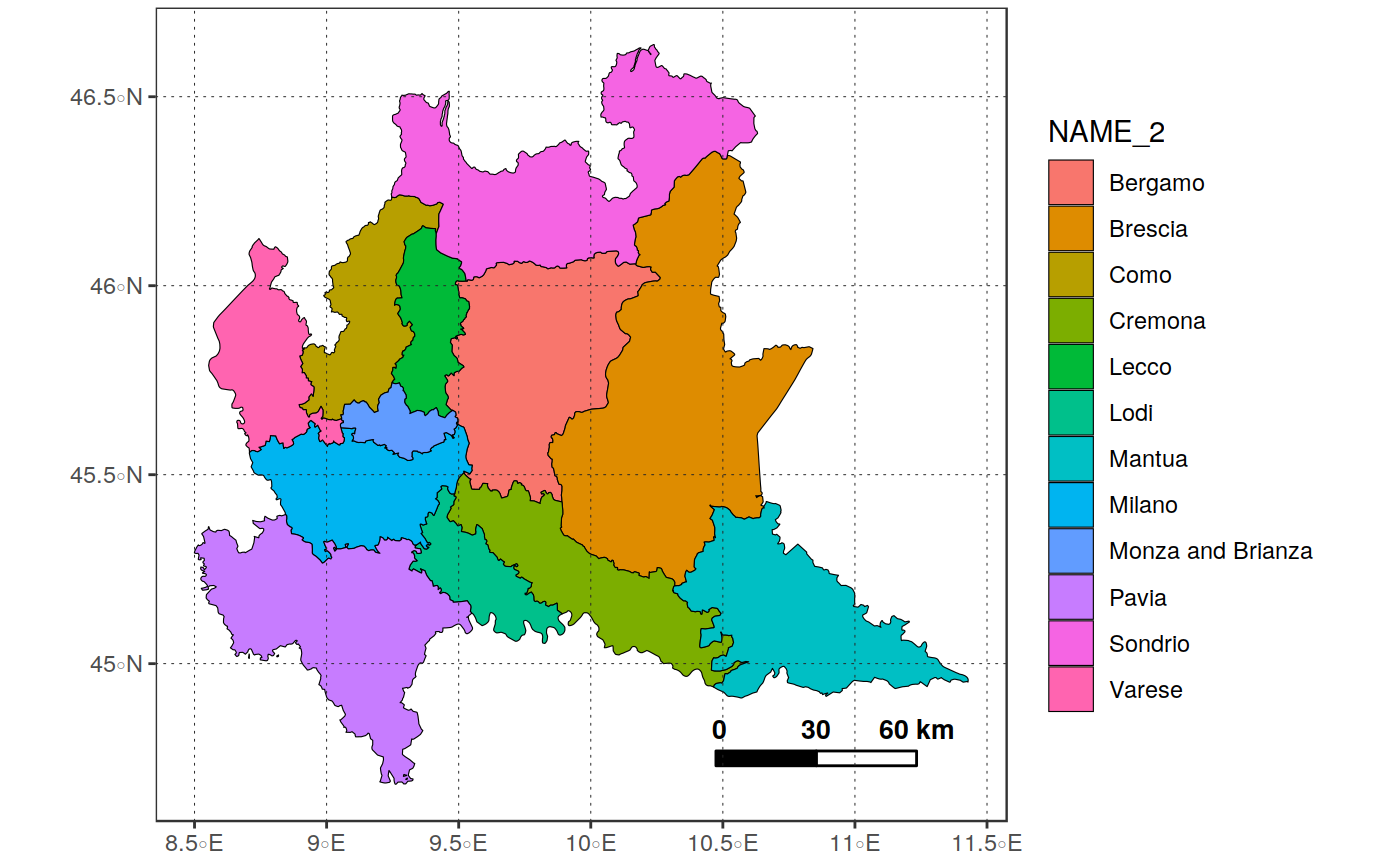 46.5○N
46○N
45.5○N
45○N
8.5○E
9○E
9.5○E
10○E
10.5○E
11○E
11.5○E
0 30 60 km
NAME_2
Bergamo
Brescia
Como
Cremona
Lecco
Lodi
Mantua
Milano
Monza and Brianza
Pavia
Sondrio
Varese